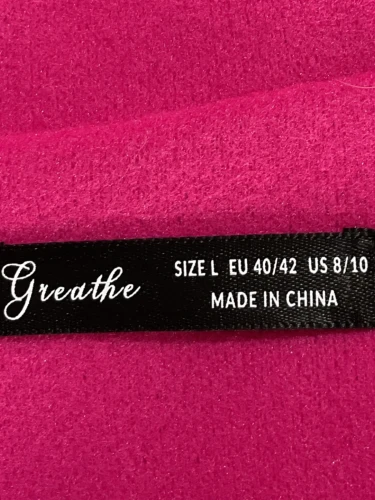 Greathe
SIZE L EU 40/42 US 8/10
MADE IN CHINA